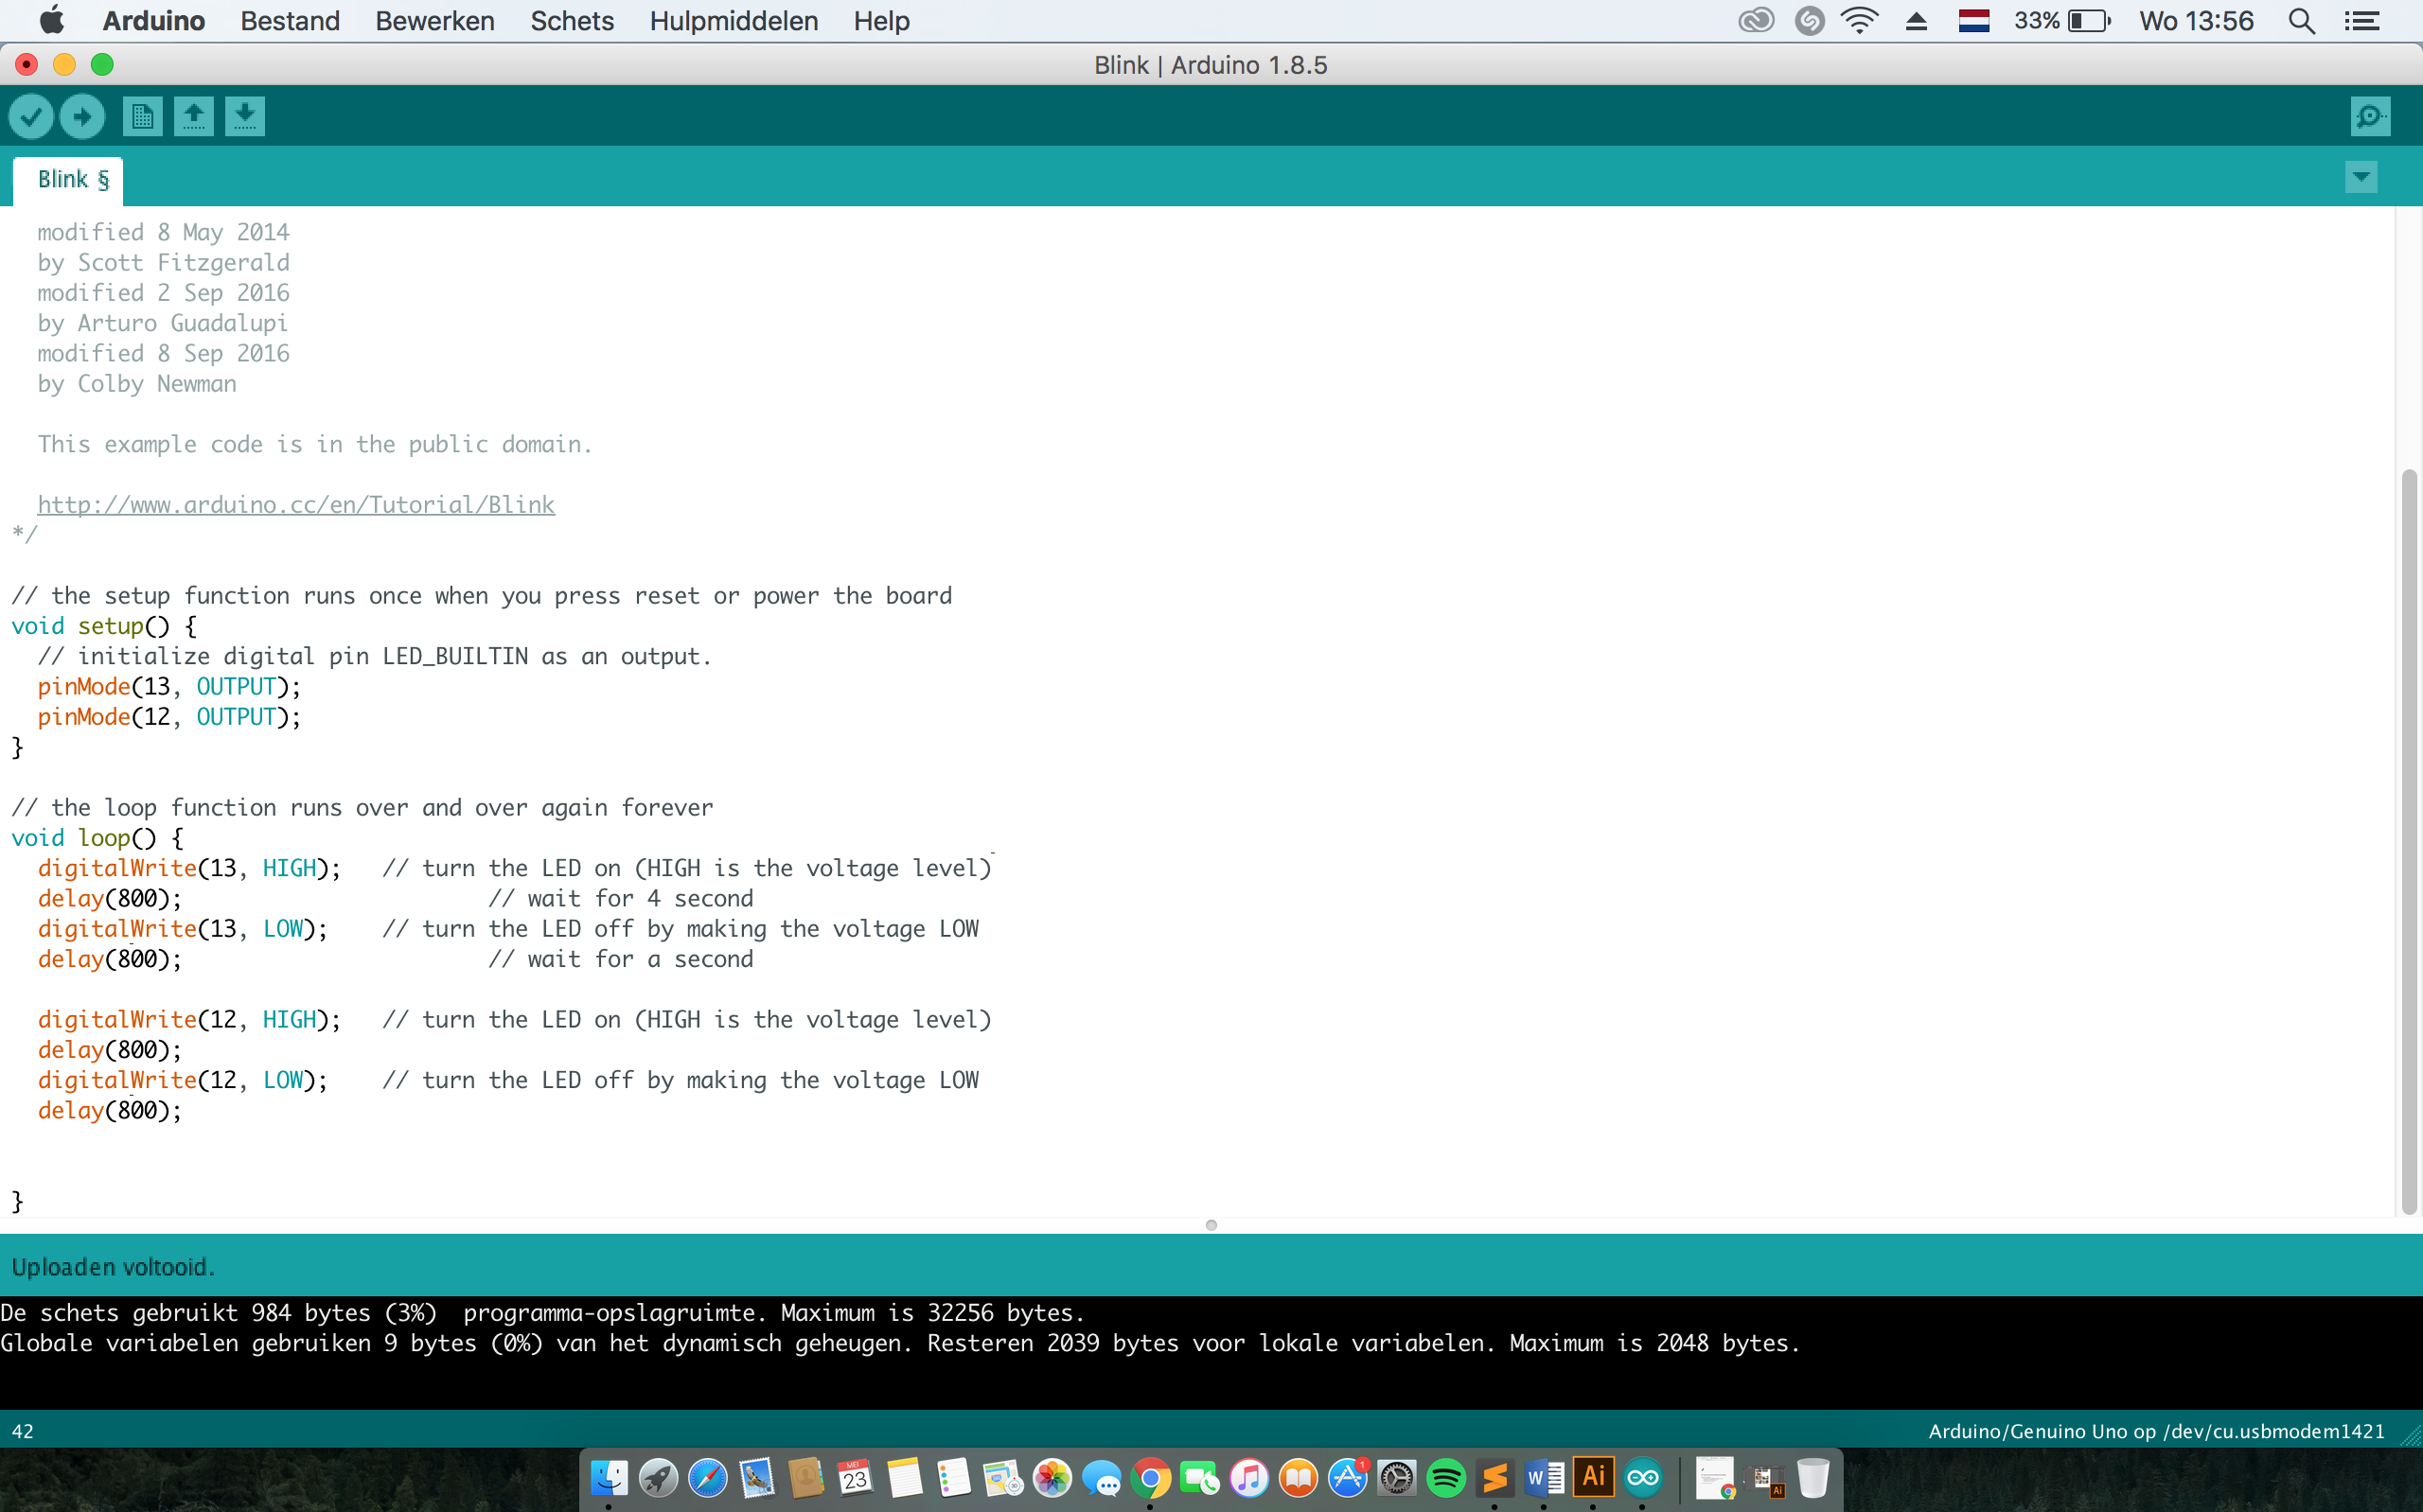 Arduino Bestand Bewerken Schets Hulpmiddelen Help 33% Wo 13:56
Blink | Arduino 1.8.5
Blink §
modified 8 May 2014
by Scott Fitzgerald
modified 2 Sep 2016
by Arturo Guadalupi
modified 8 Sep 2016
by Colby Newman
This example code is in the public domain.
http://www.arduino.cc/en/Tutorial/Blink
*/
// the setup function runs once when you press reset or power the board
void setup() {
// initialize digital pin LED_BUILTIN as an output.
pinMode(13, OUTPUT);
pinMode(12, OUTPUT);
}
// the loop function runs over and over again forever
void loop() {
digitalWrite(13, HIGH);   // turn the LED on (HIGH is the voltage level)
delay(800);                       // wait for 4 second
digitalWrite(13, LOW);    // turn the LED off by making the voltage LOW
delay(800);                       // wait for a second
digitalWrite(12, HIGH);   // turn the LED on (HIGH is the voltage level)
delay(800);
digitalWrite(12, LOW);    // turn the LED off by making the voltage LOW
delay(800);
}
Uploaden voltooid.
De schets gebruikt 984 bytes (3%)  programma-opslagruimte. Maximum is 32256 bytes.
Globale variabelen gebruiken 9 bytes (0%) van het dynamisch geheugen. Resteren 2039 bytes voor lokale variabelen. Maximum is 2048 bytes.
42 Arduino/Genuino Uno op /dev/cu.usbmodem1421
MEI
23
1
W
Ai
Ai